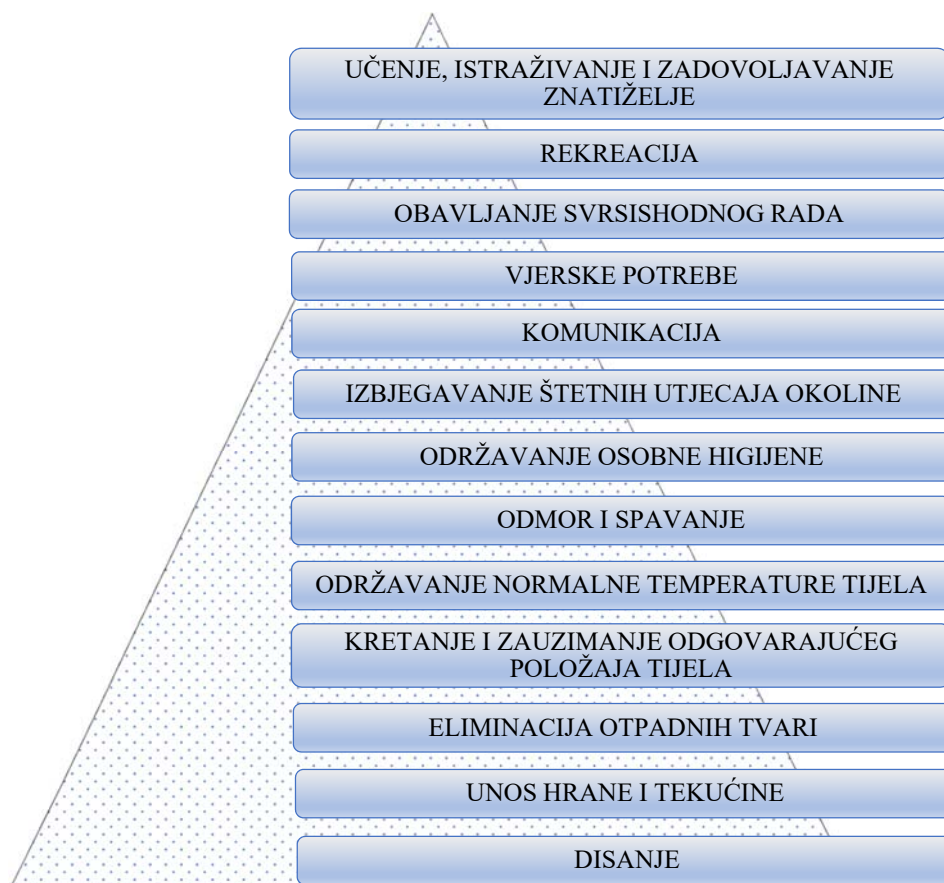 UČENJE, ISTRAŽIVANJE I ZADOVOLJAVANJE
ZNATIŽELJE
REKREACIJA
OBAVLJANJE SVRSISHODNOG RADA
VJERSKE POTREBE
KOMUNIKACIJA
IZBJEGAVANJE ŠTETNIH UTJECAJA OKOLINE
ODRŽAVANJE OSOBNE HIGIJENE
ODMOR I SPAVANJE
ODRŽAVANJE NORMALNE TEMPERATURE TIJELA
KRETANJE I ZAUZIMANJE ODGOVARAJUĆEG
POLOŽAJA TIJELA
ELIMINACIJA OTPADNIH TVARI
UNOS HRANE I TEKUĆINE
DISANJE